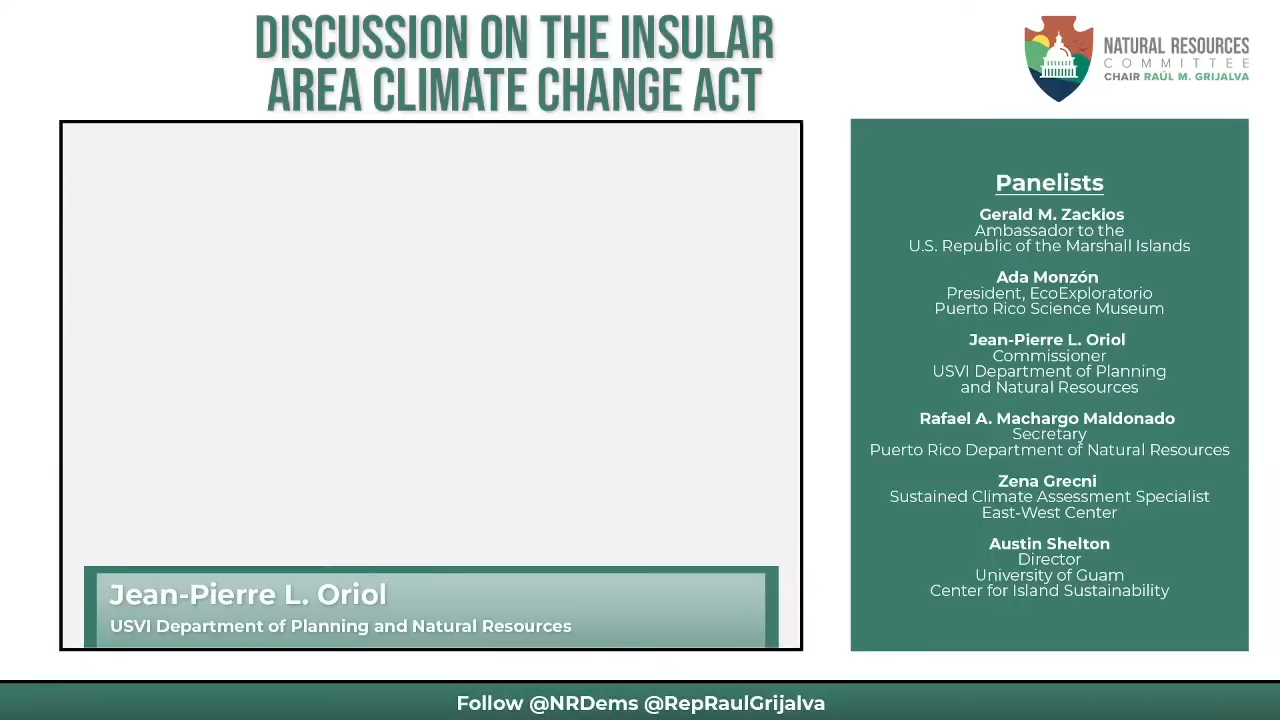 DISCUSSION ON THE INSULAR
AREA CLIMATE CHANGE ACT
NATURAL RESOURCES
COMMITTEE
CHAIR RAÚL M. GRIJALVA
Panelists
Gerald M. Zackios
Ambassador to the
U.S. Republic of the Marshall Islands
Ada Monzón
President, EcoExploratorio
Puerto Rico Science Museum
Jean-Pierre L. Oriol
Commissioner
USVI Department of Planning
and Natural Resources
Rafael A. Machargo Maldonado
Secretary
Puerto Rico Department of Natural Resources
Zena Grecni
Sustained Climate Assessment Specialist
East-West Center
Austin Shelton
Director
University of Guam
Center for Island Sustainability
Jean-Pierre L. Oriol
USVI Department of Planning and Natural Resources
Follow @NRDems @RepRaulGrijalva